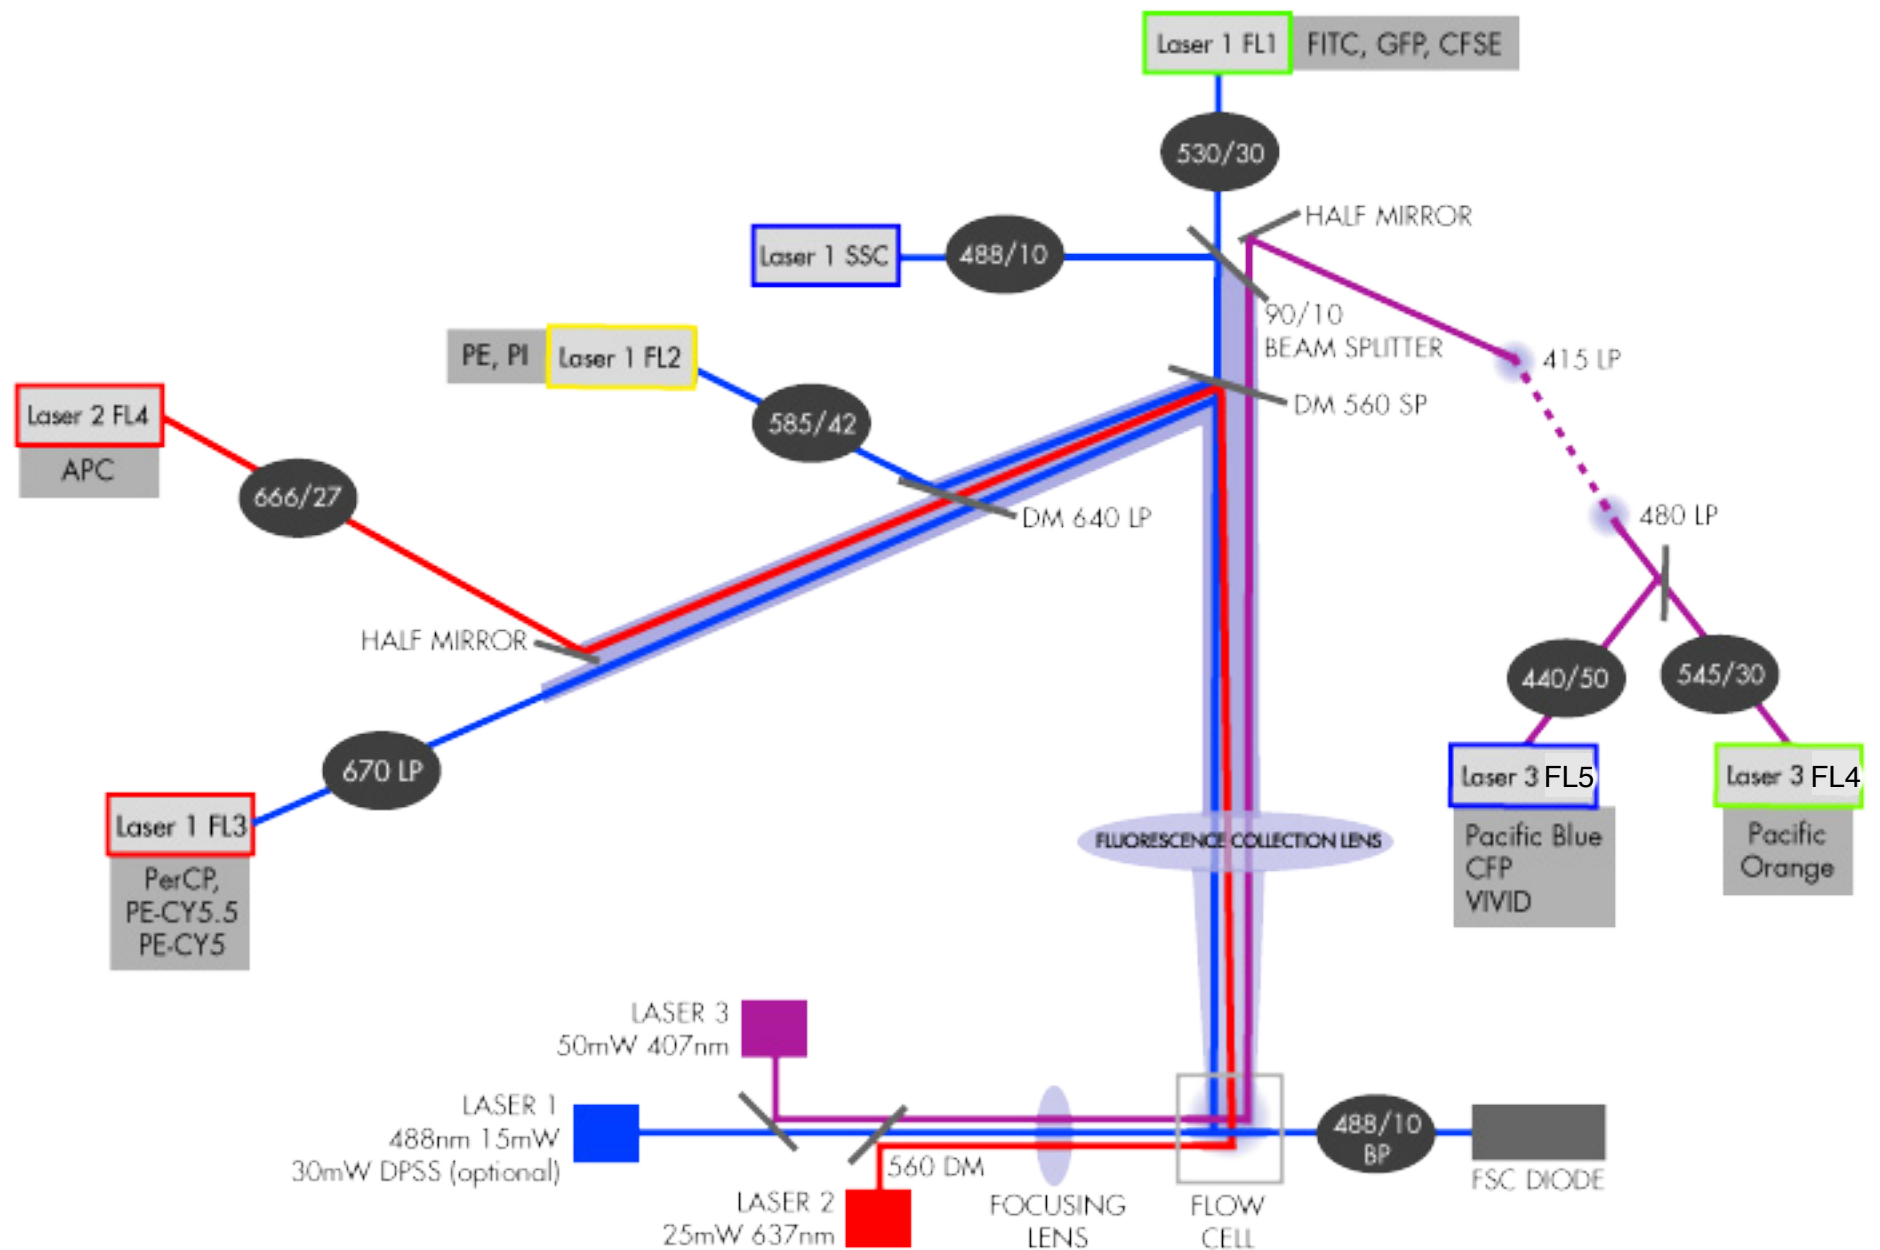 Laser 1 FL1
FITC, GFP, CFSE
530/30
HALF MIRROR
Laser 1 SSC
488/10
90/10
BEAM SPLITTER
PE, PI
Laser 1 FL2
415 LP
DM 560 SP
Laser 2 FL4
APC
585/42
666/27
DM 640 LP
480 LP
HALF MIRROR
440/50
545/30
670 LP
Laser 3 FL5
Laser 3 FL4
Laser 1 FL3
FLUORESCENCE COLLECTION LENS
Pacific Blue
CFP
VIVID
Pacific
Orange
PerCP,
PE-CY5.5
PE-CY5
LASER 3
50mW 407nm
LASER 1
488nm 15mW
30mW DPSS (optional)
488/10
BP
560 DM
FSC DIODE
LASER 2
25mW 637nm
FOCUSING
LENS
FLOW
CELL